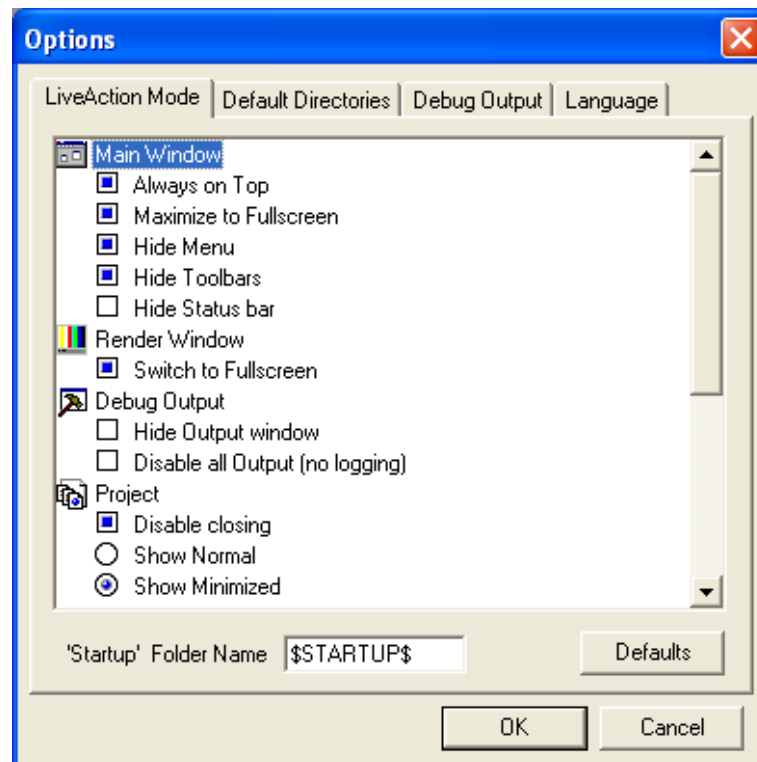 Options
LiveAction Mode Default Directories Debug Output Language
Main Window
Always on Top
Maximize to Fullscreen
Hide Menu
Hide Toolbars
Hide Status bar
Render Window
Switch to Fullscreen
Debug Output
Hide Output window
Disable all Output (no logging)
Project
Disable closing
Show Normal
Show Minimized
'Startup' Folder Name $STARTUP$ Defaults
OK Cancel